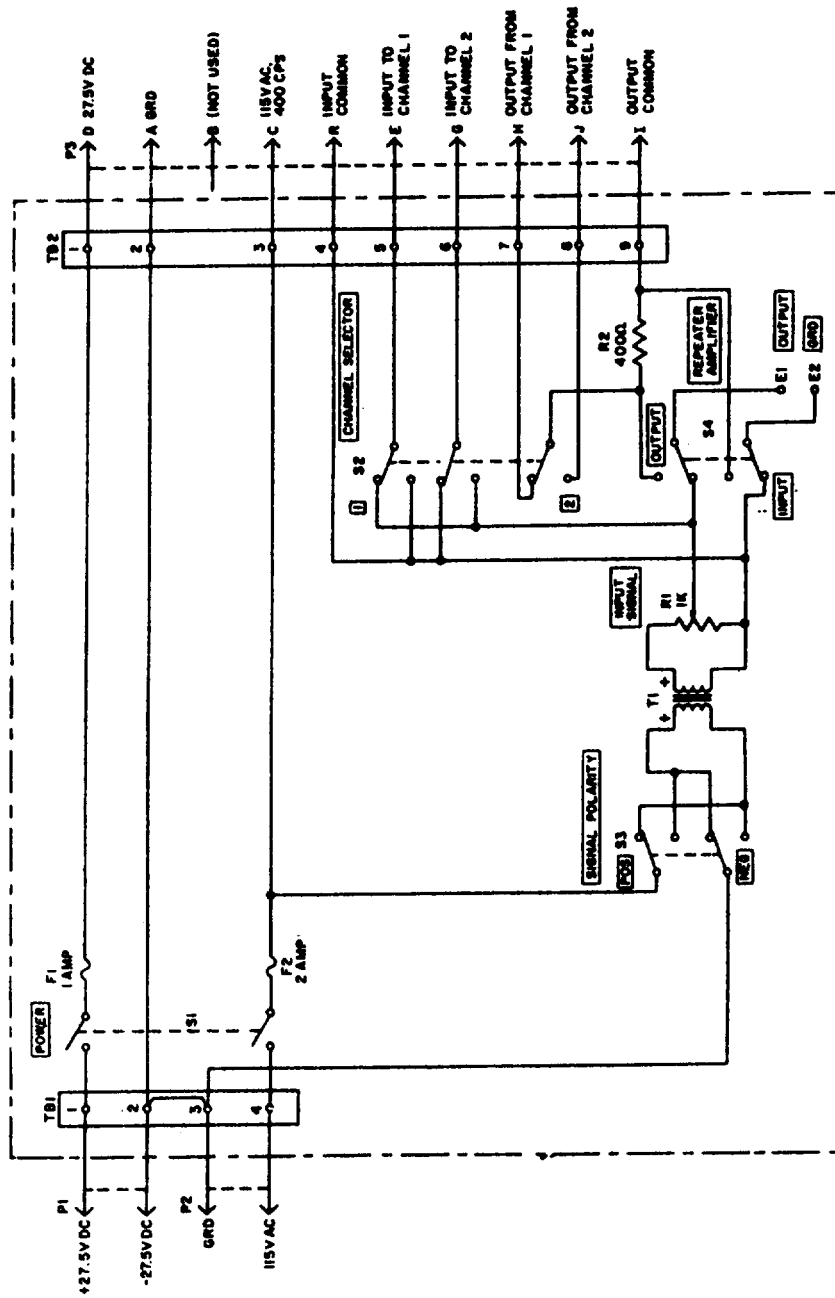 P1
+27.5V DC
-27.5V DC
P2
GRD
115V AC
TB1
1
2
3
4
POWER
S1
F1
1 AMP
F2
2 AMP
SIGNAL POLARITY
POS
S3
NEG
T1
+
+
INPUT
SIGNAL
R1
1K
CHANNEL SELECTOR
1
S2
2
OUTPUT
INPUT
S4
REPEATER
AMPLIFIER
R2
400Ω
E1
OUTPUT
E2
GRD
TB2
1
2
3
4
5
6
7
8
9
P3
D 27.5V DC
A GRD
B (NOT USED)
C 115VAC,
400 CPS
R INPUT
COMMON
E INPUT TO
CHANNEL 1
G INPUT TO
CHANNEL 2
H OUTPUT FROM
CHANNEL 1
J OUTPUT FROM
CHANNEL 2
I OUTPUT
COMMON